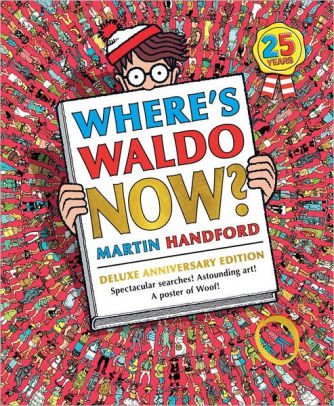 25
YEARS
WHERE'S
WALDO
NOW?
MARTIN HANDFORD
DELUXE ANNIVERSARY EDITION
Spectacular searches! Astounding art!
A poster of Woof!